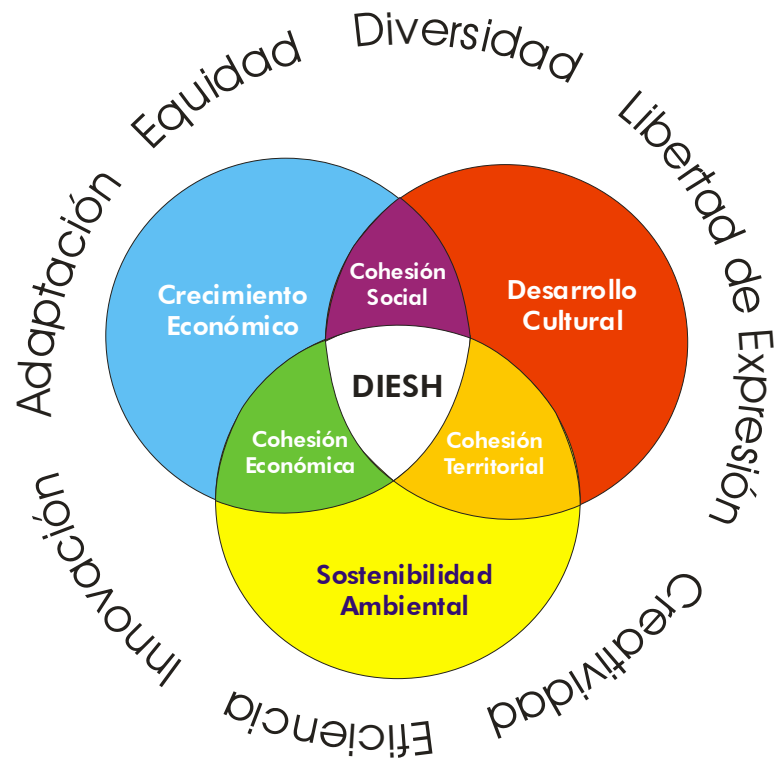 Diversidad
Libertad de Expresión
Creatividad
Eficiencia
Innovación
Adaptación
Equidad
Crecimiento
Económico
Cohesión
Social
Desarrollo
Cultural
DIESH
Cohesión
Económica
Cohesión
Territorial
Sostenibilidad
Ambiental